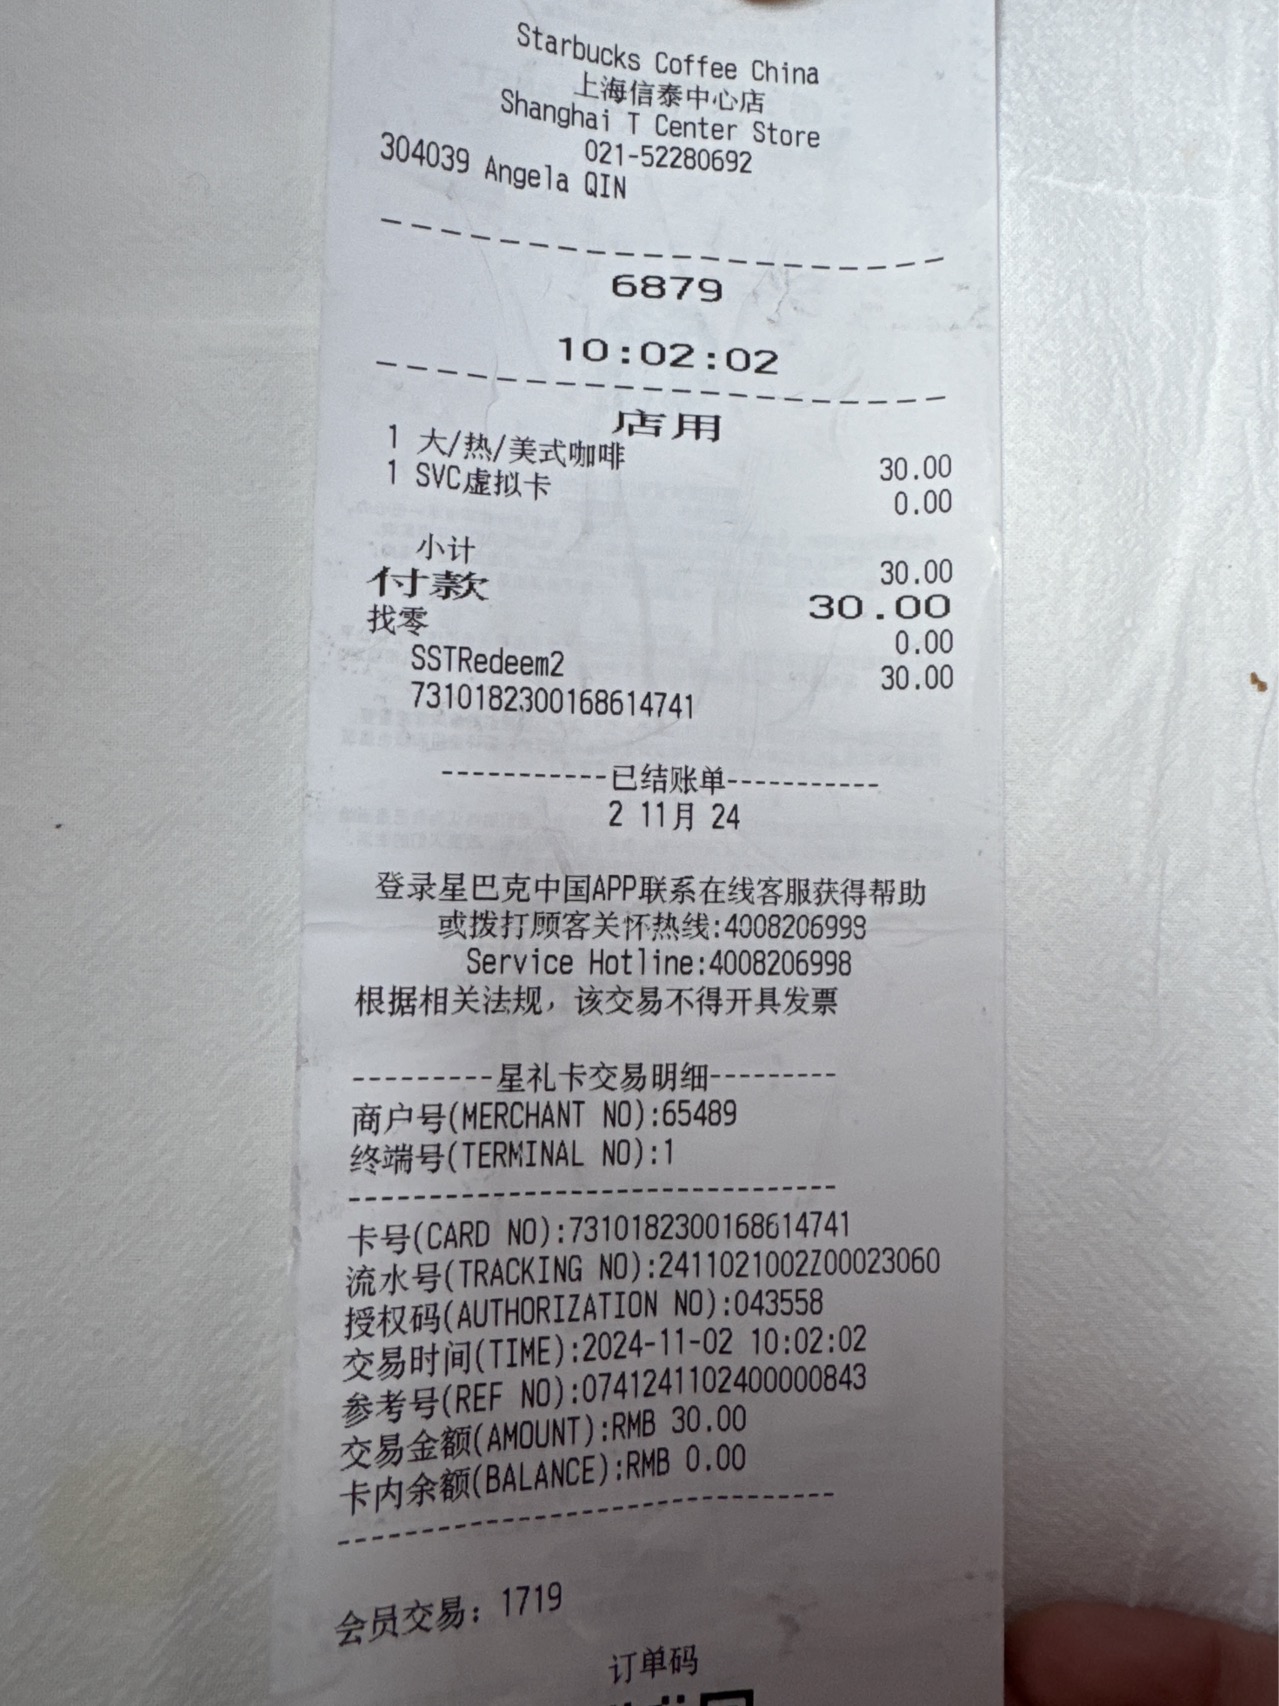 Starbucks Coffee China
上海信泰中心店
Shanghai T Center Store
021-52280692
304039 Angela QIN
6879
10:02:02
店用
1 大/热/美式咖啡 30.00
1 SVC虚拟卡 0.00
小计 30.00
付款 30.00
找零 0.00
SSTRedeem2 30.00
7310182300168614741
-----------已结账单-----------
2 11月 24
登录星巴克中国APP联系在线客服获得帮助
或拨打顾客关怀热线:4008206998
Service Hotline:4008206998
根据相关法规，该交易不得开具发票
---------星礼卡交易明细---------
商户号(MERCHANT NO):65489
终端号(TERMINAL NO):1
卡号(CARD NO):7310182300168614741
流水号(TRACKING NO):2411021002Z00023060
授权码(AUTHORIZATION NO):043558
交易时间(TIME):2024-11-02 10:02:02
参考号(REF NO):0741241102400000843
交易金额(AMOUNT):RMB 30.00
卡内余额(BALANCE):RMB 0.00
会员交易: 1719
订单码